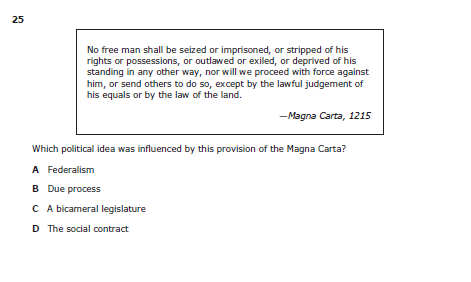 25
No free man shall be seized or imprisoned, or stripped of his
rights or possessions, or outlawed or exiled, or deprived of his
standing in any other way, nor will we proceed with force against
him, or send others to do so, except by the lawful judgement of
his equals or by the law of the land.
—Magna Carta, 1215
Which political idea was influenced by this provision of the Magna Carta?
A Federalism
B Due process
C A bicameral legislature
D The social contract